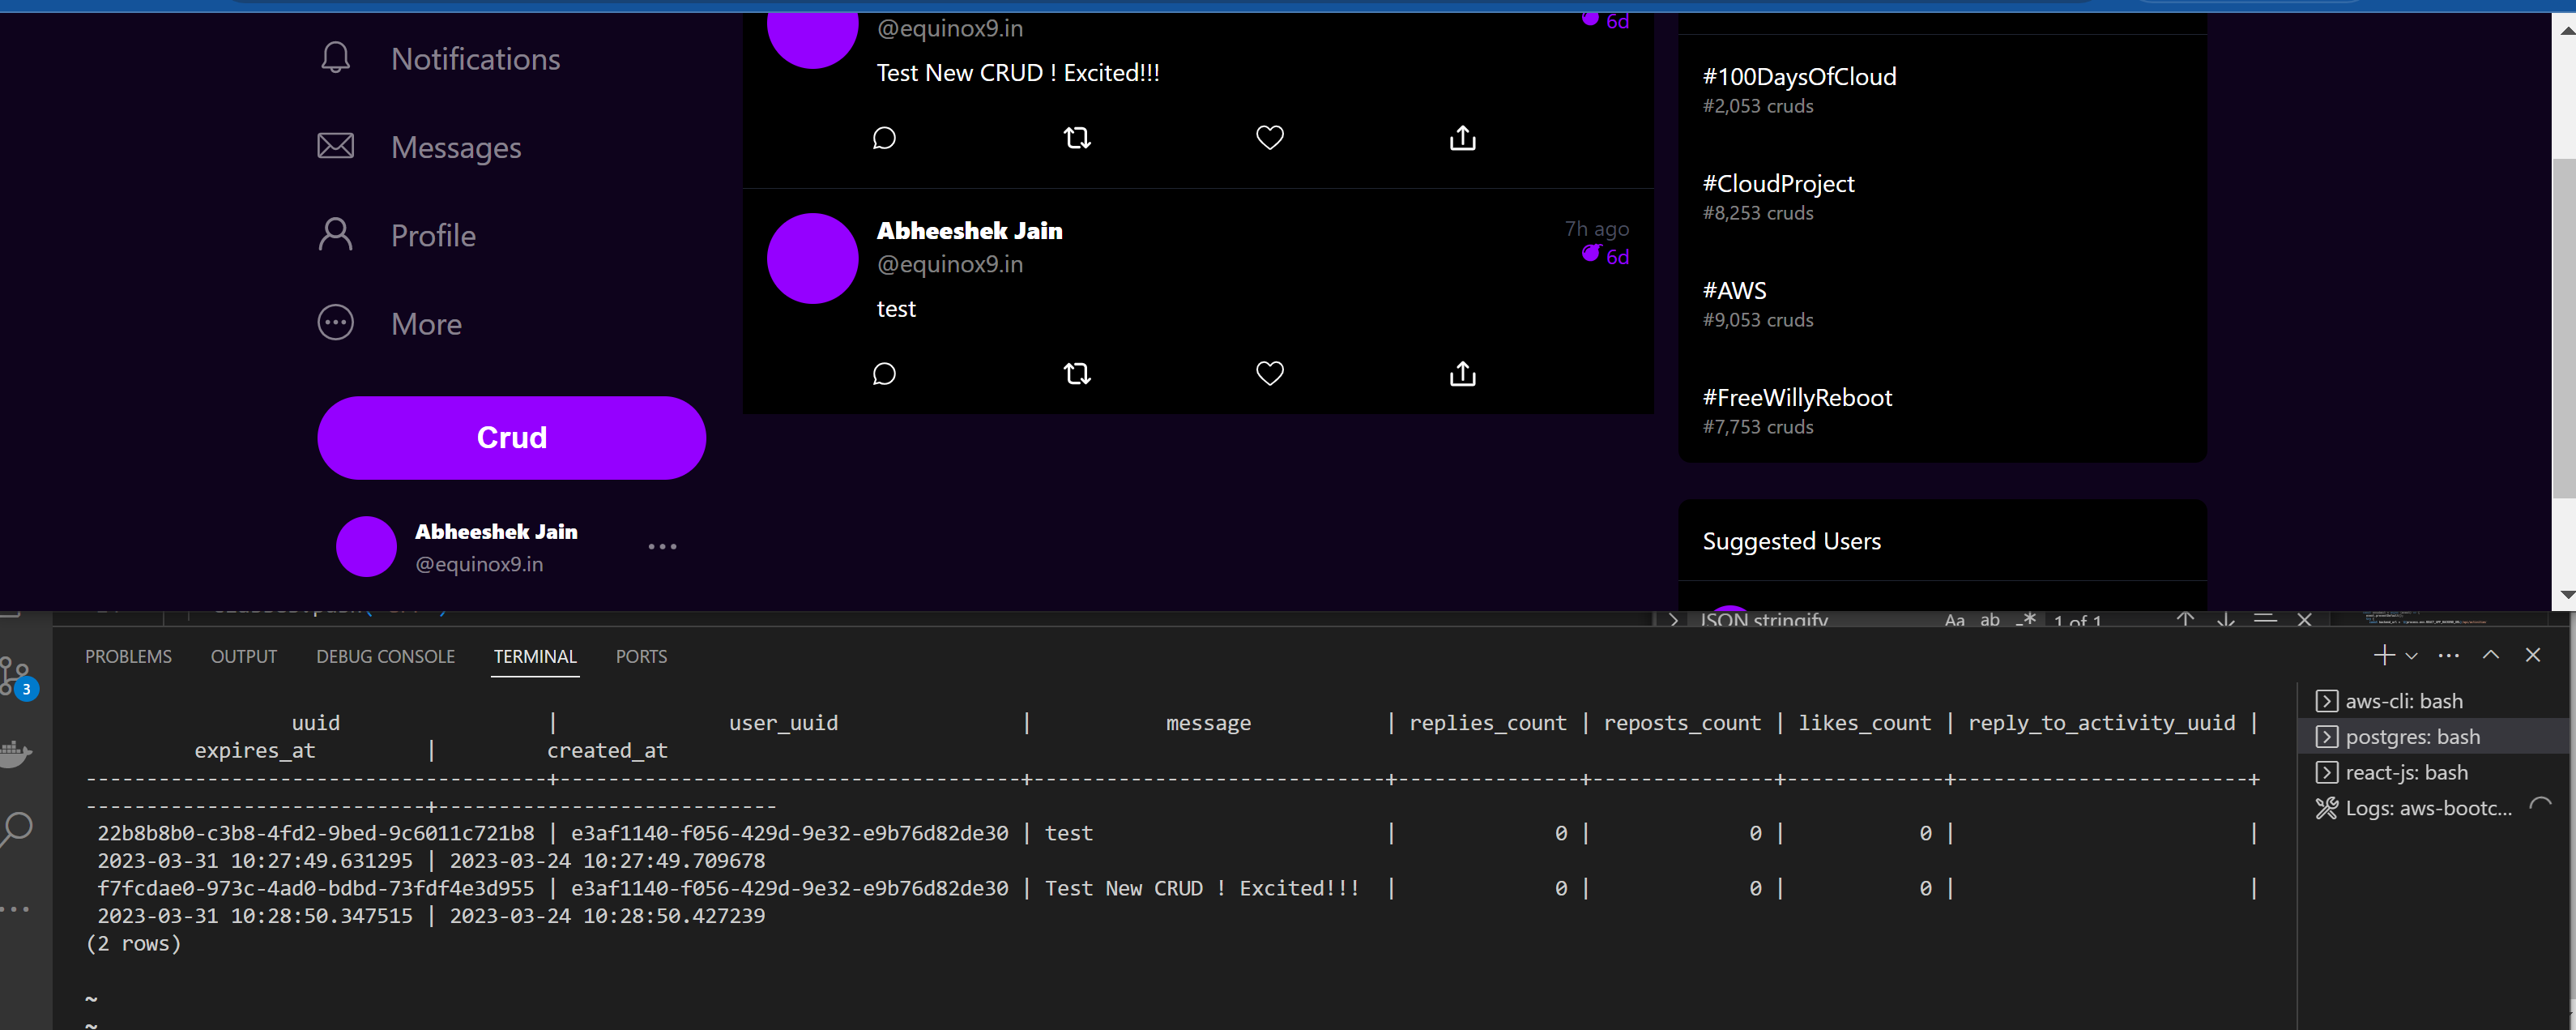 Notifications
Messages
Profile
More
Crud
Abheeshek Jain
@equinox9.in
@equinox9.in
6d
Test New CRUD ! Excited!!!
Abheeshek Jain
7h ago
@equinox9.in
6d
test
#100DaysOfCloud
#2,053 cruds
#CloudProject
#8,253 cruds
#AWS
#9,053 cruds
#FreeWillyReboot
#7,753 cruds
Suggested Users
JSON stringify Aa ab .* 1 of 1
3
PROBLEMS OUTPUT DEBUG CONSOLE TERMINAL PORTS
uuid | user_uuid | message | replies_count | reposts_count | likes_count | reply_to_activity_uuid |
expires_at | created_at
--------------------------------------+--------------------------------------+-----------------------------+---------------+---------------+-------------+------------------------+
----------------------------+----------------------------
22b8b8b0-c3b8-4fd2-9bed-9c6011c721b8 | e3af1140-f056-429d-9e32-e9b76d82de30 | test | 0 | 0 | 0 | |
2023-03-31 10:27:49.631295 | 2023-03-24 10:27:49.709678
f7fcdae0-973c-4ad0-bdbd-73fdf4e3d955 | e3af1140-f056-429d-9e32-e9b76d82de30 | Test New CRUD ! Excited!!! | 0 | 0 | 0 | |
2023-03-31 10:28:50.347515 | 2023-03-24 10:28:50.427239
(2 rows)
~
~
aws-cli: bash
postgres: bash
react-js: bash
Logs: aws-bootc...